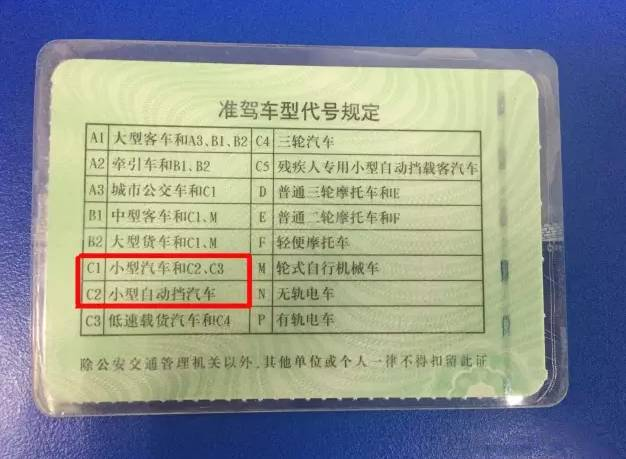 准驾车型代号规定
A1 大型客车和A3、B1、B2 C4 三轮汽车
A2 牵引车和B1、B2 C5 残疾人专用小型自动挡载客汽车
A3 城市公交车和C1 D 普通三轮摩托车和E
B1 中型客车和C1、M E 普通二轮摩托车和F
B2 大型货车和C1、M F 轻便摩托车
C1 小型汽车和C2、C3 M 轮式自行机械车
C2 小型自动挡汽车 N 无轨电车
C3 低速载货汽车和C4 P 有轨电车
除公安交通管理机关以外，其他单位或个人一律不得扣留此证